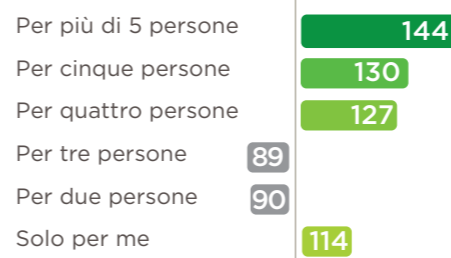 Per più di 5 persone 144
Per cinque persone 130
Per quattro persone 127
Per tre persone 89
Per due persone 90
Solo per me 114